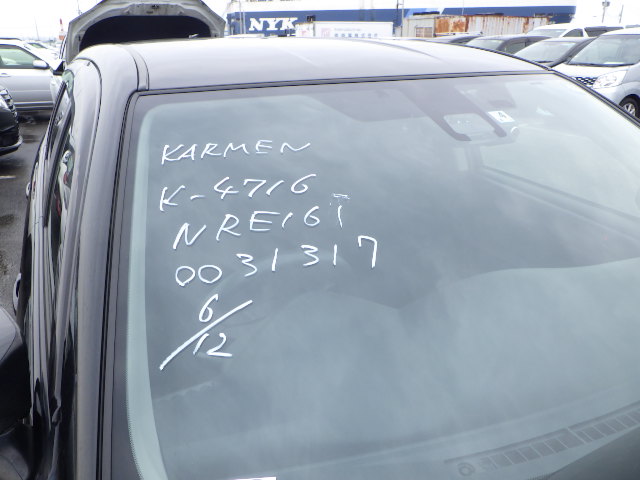 NYK
KARMEN
K-4716
NRE161
0031317
6/12